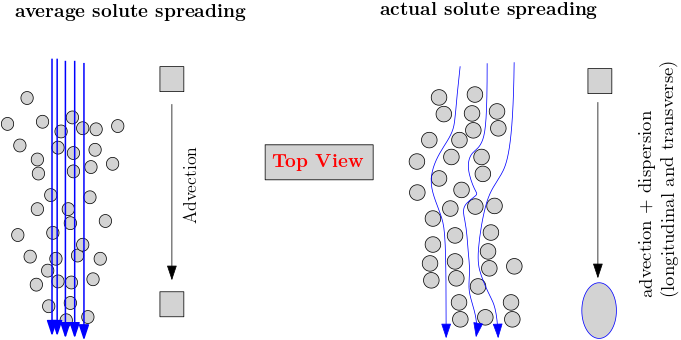 average solute spreading
actual solute spreading
Advection
Top View
advection + dispersion
(longitudinal and transverse)